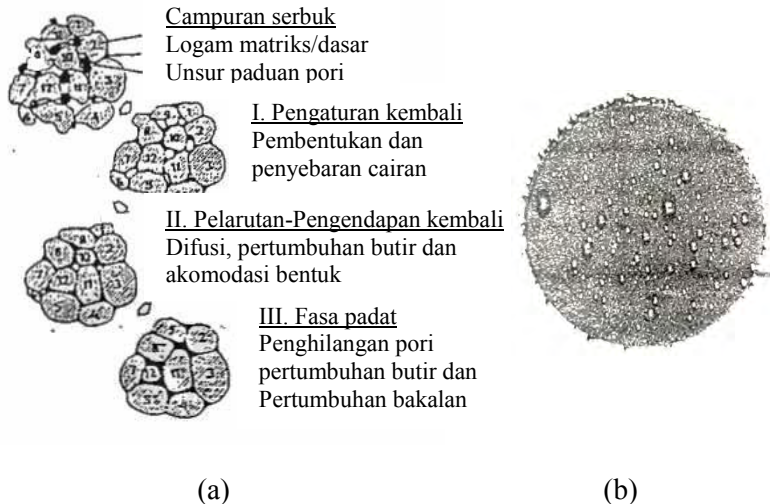 Campuran serbuk
Logam matriks/dasar
Unsur paduan pori
I. Pengaturan kembali
Pembentukan dan
penyebaran cairan
II. Pelarutan-Pengendapan kembali
Difusi, pertumbuhan butir dan
akomodasi bentuk
III. Fasa padat
Penghilangan pori
pertumbuhan butir dan
Pertumbuhan bakalan
(a)
(b)